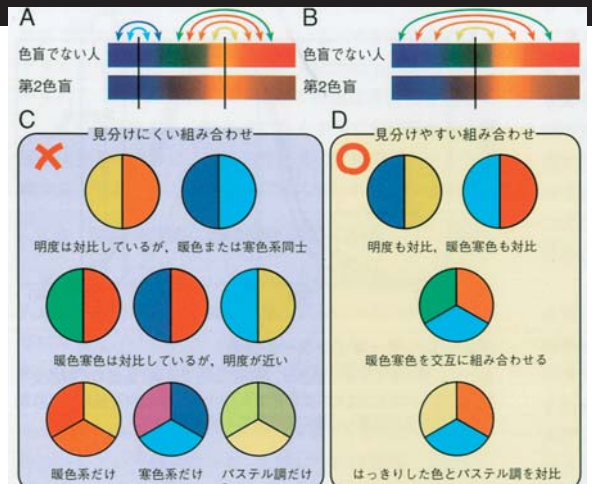 A
色盲でない人
第2色盲
B
色盲でない人
第2色盲
C
見分けにくい組み合わせ
明度は対比しているが、暖色または寒色系同士
暖色寒色は対比しているが、明度が近い
暖色系だけ 寒色系だけ パステル調だけ
D
見分けやすい組み合わせ
明度も対比、暖色寒色も対比
暖色寒色を交互に組み合わせる
はっきりした色とパステル調を対比